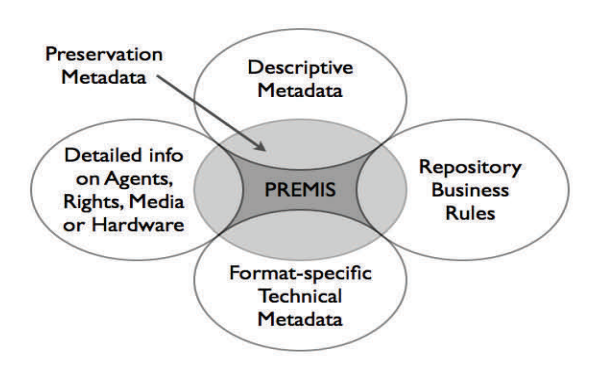 Preservation
Metadata
Descriptive
Metadata
Detailed info
on Agents,
Rights, Media
or Hardware
PREMIS
Repository
Business
Rules
Format-specific
Technical
Metadata